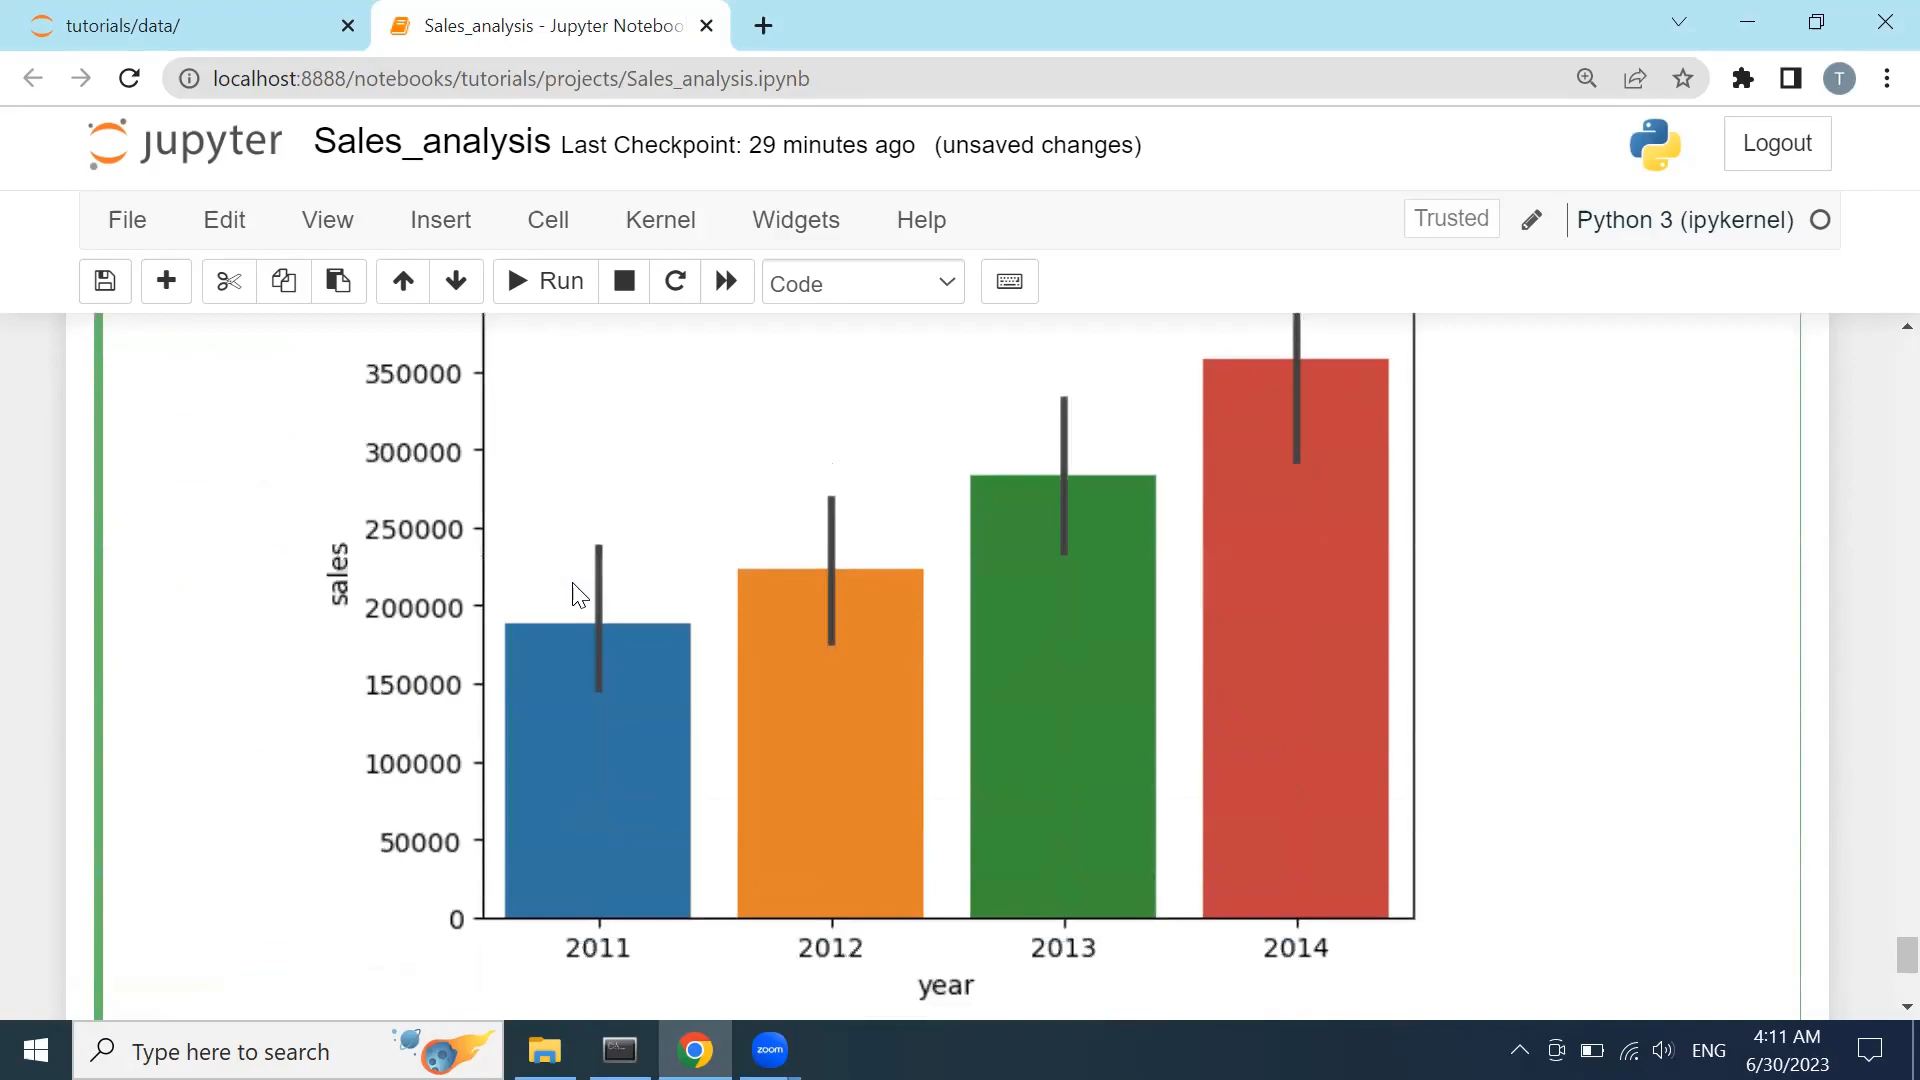 tutorials/data/
Sales_analysis - Jupyter Noteboo
localhost:8888/notebooks/tutorials/projects/Sales_analysis.ipynb
T
jupyter Sales_analysis Last Checkpoint: 29 minutes ago (unsaved changes)
Logout
File Edit View Insert Cell Kernel Widgets Help
Trusted
Python 3 (ipykernel)
Run
Code
350000
300000
250000
200000
150000
100000
50000
0
sales
2011 2012 2013 2014
year
Type here to search
zoom
ENG
4:11 AM
6/30/2023